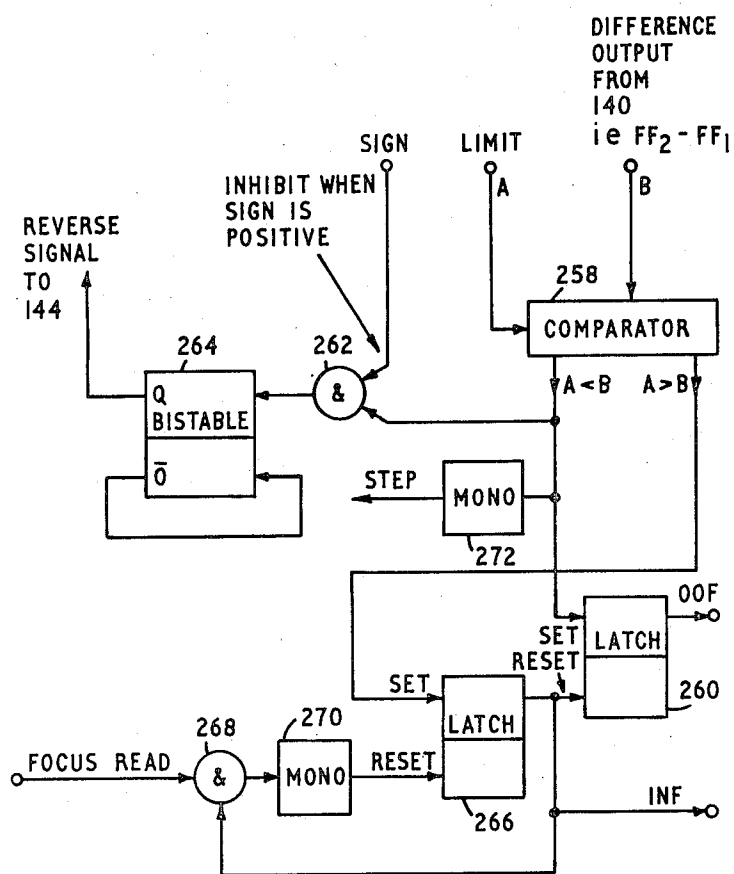 DIFFERENCE
OUTPUT
FROM
140
ie FF2 - FF1
SIGN
LIMIT
A
B
INHIBIT WHEN
SIGN IS
POSITIVE
REVERSE
SIGNAL
TO
144
258
COMPARATOR
264
262
A < B
A > B
Q
BISTABLE
&
Q̅
STEP
MONO
272
OOF
SET
RESET
LATCH
260
SET
LATCH
268
270
FOCUS READ
&
MONO
RESET
266
INF